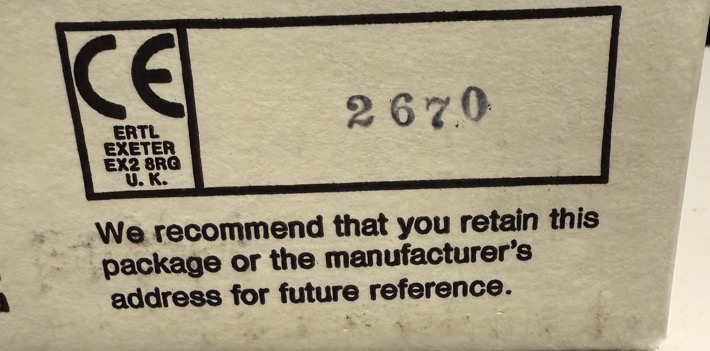 CE
ERTL
EXETER
EX2 8RG
U. K.
2670
We recommend that you retain this
package or the manufacturer's
address for future reference.